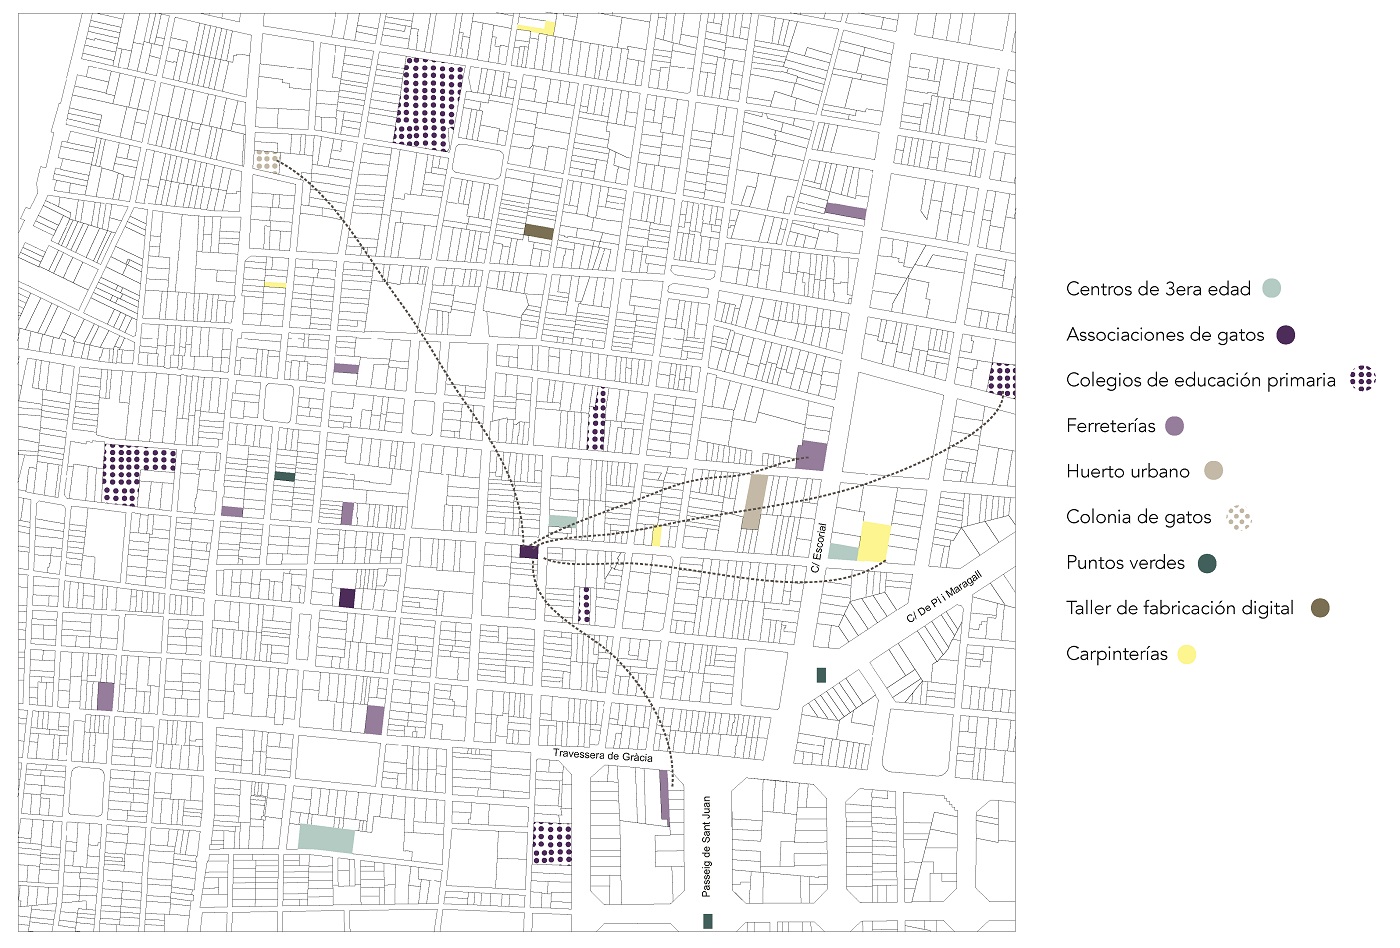 Centros de 3era edad
Associaciones de gatos
Colegios de educación primaria
Ferreterías
Huerto urbano
Colonia de gatos
Puntos verdes
Taller de fabricación digital
Carpinterías
C/ Escorial
C/ De Pi i Maragall
Travessera de Gràcia
Passeig de Sant Juan